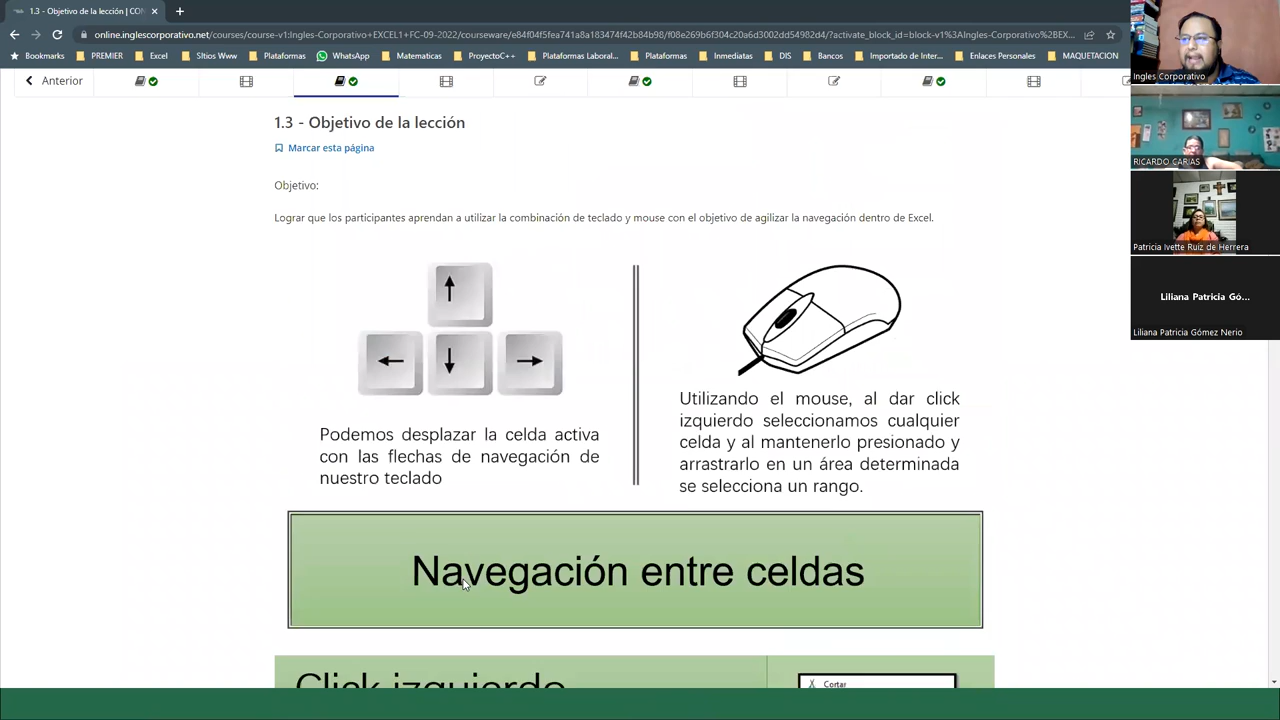 1.3 - Objetivo de la lección | CON
online.inglescorporativo.net/courses/course-v1:Ingles-Corporativo+EXCEL1+FC-09-2022/courseware/e84f04f5fea741a8a183474f42b84b98/f08e269b6f304c20a6d3002dd54982d4/?activate_block_id=block-v1%3AIngles-Corporativo%2BEX...
Bookmarks PREMIER Excel SItios Www Plataformas WhatsApp Matematicas ProyectoC++ Plataformas Laboral... Plataformas Inmediatas DIS Bancos Importado de Inter... Enlaces Personales MAQUETACION
Anterior
1.3 - Objetivo de la lección
Marcar esta página
Objetivo:
Lograr que los participantes aprendan a utilizar la combinación de teclado y mouse con el objetivo de agilizar la navegación dentro de Excel.
Podemos desplazar la celda activa
con las flechas de navegación de
nuestro teclado
Utilizando el mouse, al dar click
izquierdo seleccionamos cualquier
celda y al mantenerlo presionado y
arrastrarlo en un área determinada
se selecciona un rango.
Navegación entre celdas
Click izquierdo
Cortar
Ingles Corporativo
RICARDO CARIAS
Patricia Ivette Ruiz de Herrera
Liliana Patricia Gó...
Liliana Patricia Gómez Nerio